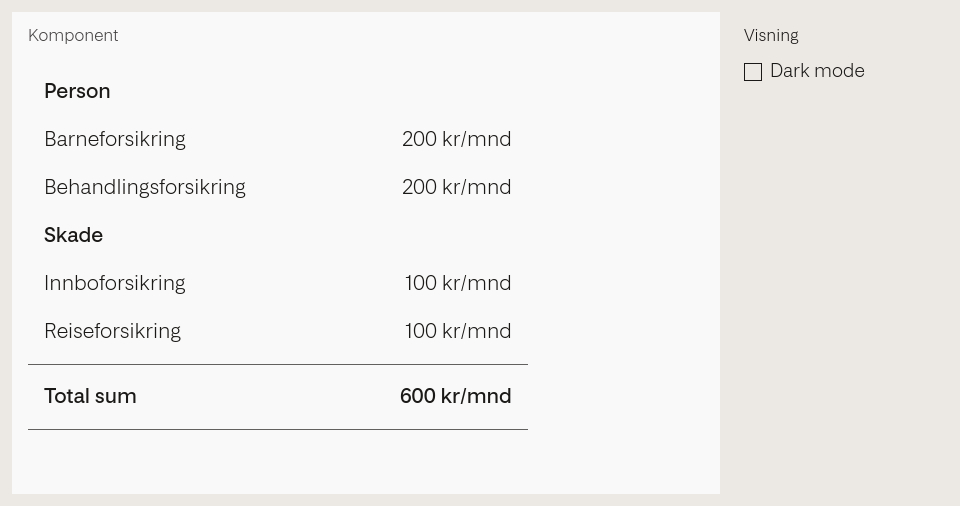 Komponent
Person
Barneforsikring 200 kr/mnd
Behandlingsforsikring 200 kr/mnd
Skade
Innboforsikring 100 kr/mnd
Reiseforsikring 100 kr/mnd
Total sum 600 kr/mnd
Visning
Dark mode